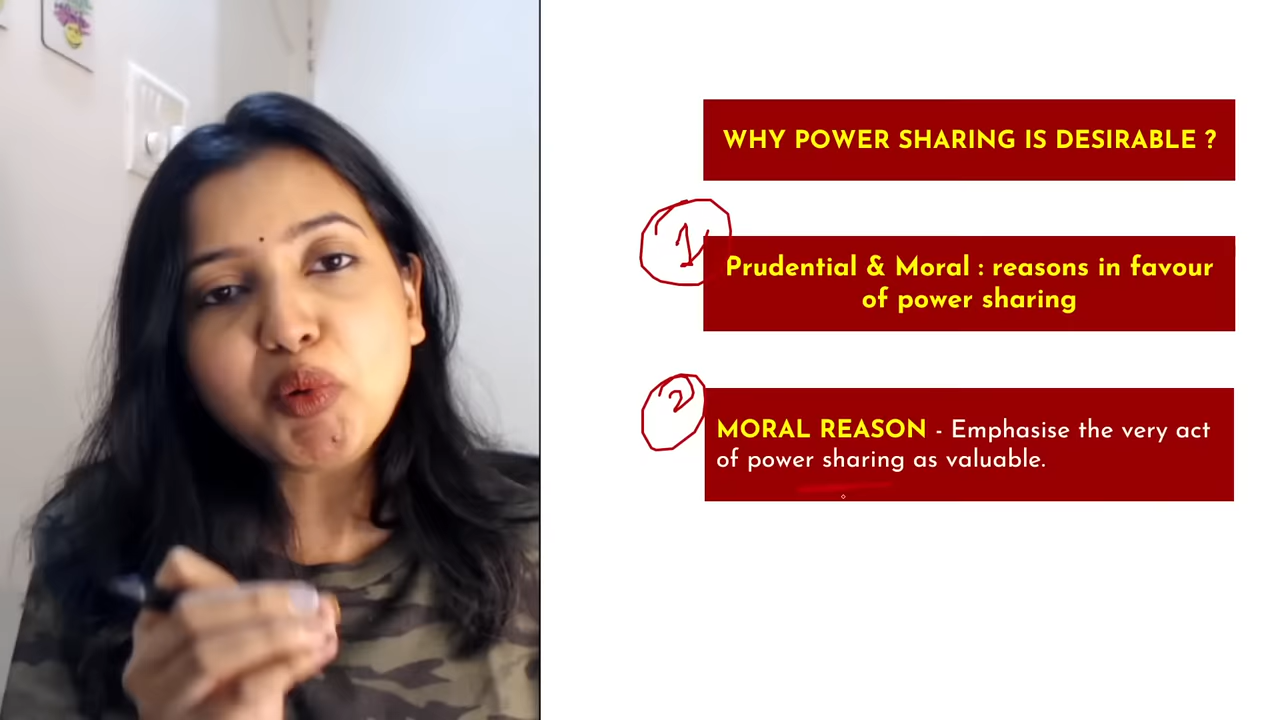 WHY POWER SHARING IS DESIRABLE ?
1
Prudential & Moral : reasons in favour
of power sharing
2
MORAL REASON - Emphasise the very act
of power sharing as valuable.